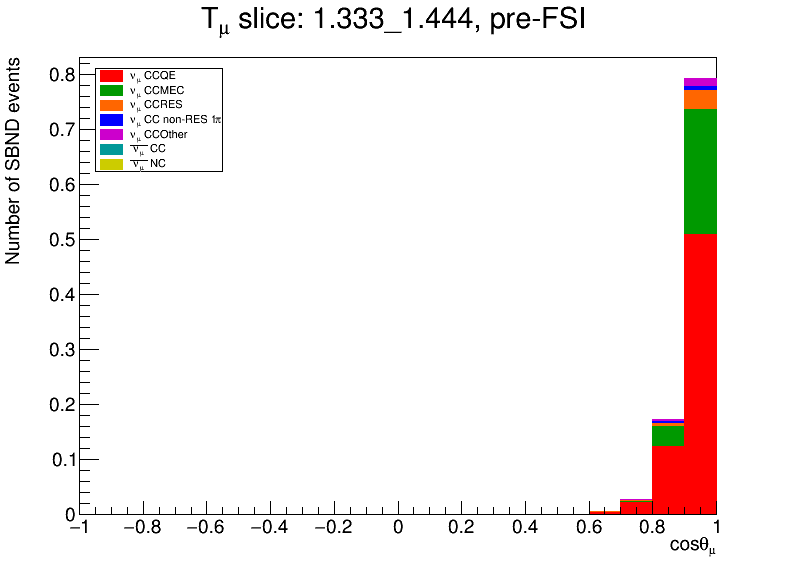 Tμ slice: 1.333_1.444, pre-FSI
Number of SBND events
νμ CCQE
νμ CCMEC
νμ CCRES
νμ CC non-RES 1π
νμ CCOther
ν̅μ CC
ν̅μ NC
0.8
0.7
0.6
0.5
0.4
0.3
0.2
0.1
0
−1 −0.8 −0.6 −0.4 −0.2 0 0.2 0.4 0.6 0.8 1
cosθμ